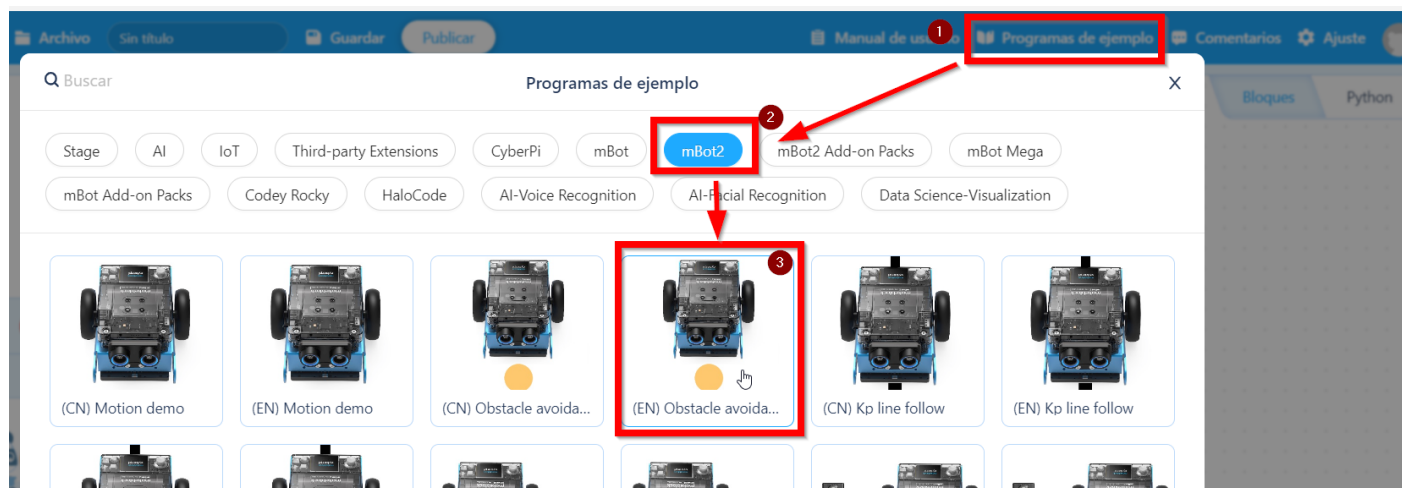 Archivo Sin título Guardar Publicar Manual de usuario 1 Programas de ejemplo Comentarios Ajuste
Buscar Programas de ejemplo X Bloques Python
2
Stage AI IoT Third-party Extensions CyberPi mBot mBot2 mBot2 Add-on Packs mBot Mega
mBot Add-on Packs Codey Rocky HaloCode AI-Voice Recognition AI-Facial Recognition Data Science-Visualization
3
(CN) Motion demo (EN) Motion demo (CN) Obstacle avoida... (EN) Obstacle avoida... (CN) Kp line follow (EN) Kp line follow